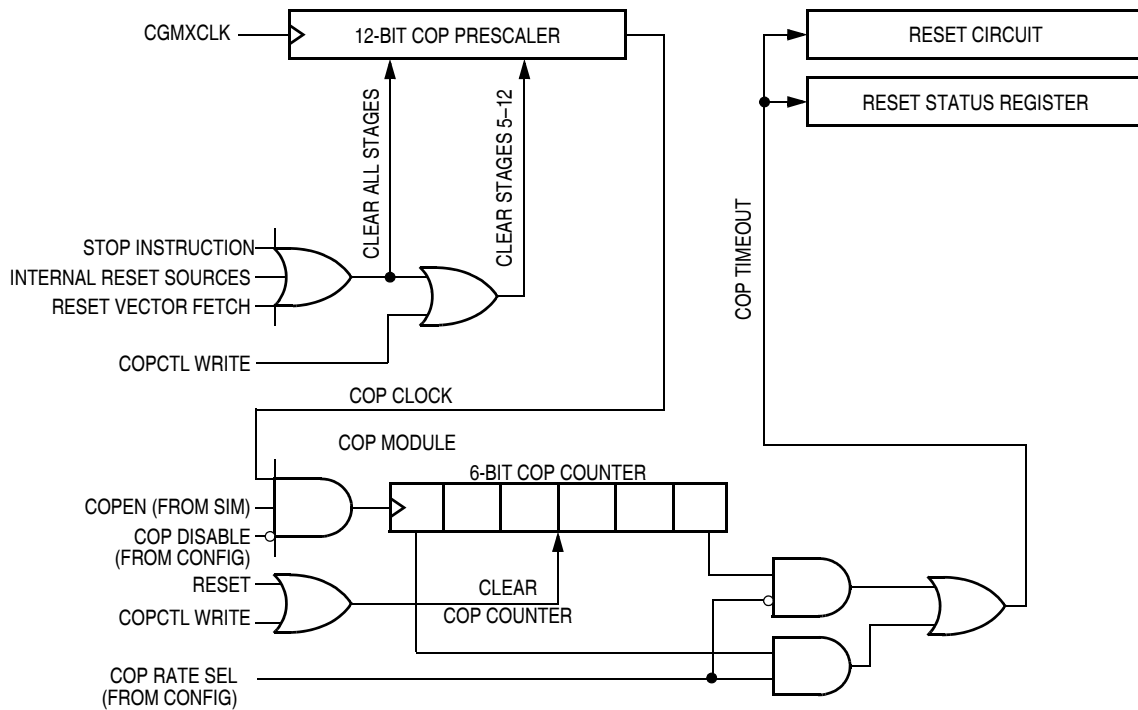 CGMXCLK
12-BIT COP PRESCALER
RESET CIRCUIT
RESET STATUS REGISTER
CLEAR ALL STAGES
CLEAR STAGES 5–12
STOP INSTRUCTION
INTERNAL RESET SOURCES
RESET VECTOR FETCH
COPCTL WRITE
COP TIMEOUT
COP CLOCK
COP MODULE
6-BIT COP COUNTER
COPEN (FROM SIM)
COP DISABLE
(FROM CONFIG)
RESET
COPCTL WRITE
CLEAR
COP COUNTER
COP RATE SEL
(FROM CONFIG)